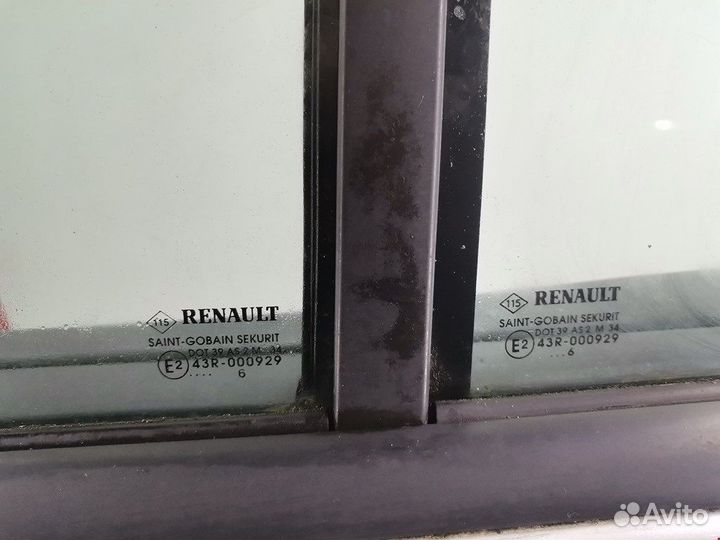 115 RENAULT
SAINT-GOBAIN SEKURIT
DOT 39 AS 2 M 34
E2 43R-000929
.... 6
115 RENAULT
SAINT-GOBAIN SEKURIT
DOT 39 AS 2 M 34
E2 43R-000929
.... 6
Avito